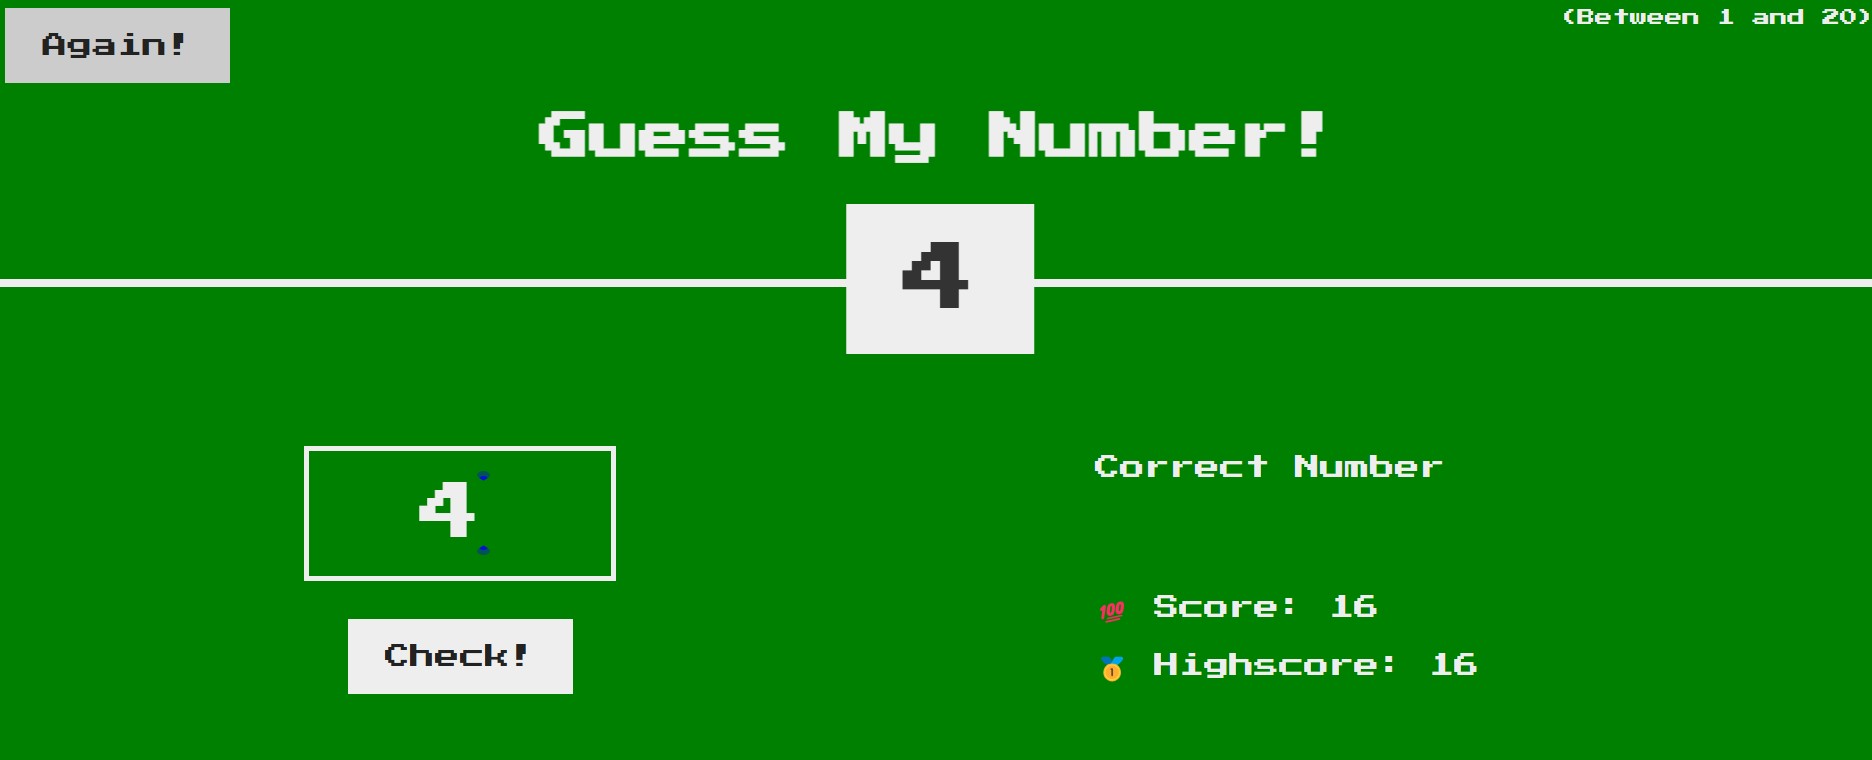 Again!
(Between 1 and 20)
Guess My Number!
4
4
Check!
Correct Number
💯 Score: 16
🥇 Highscore: 16